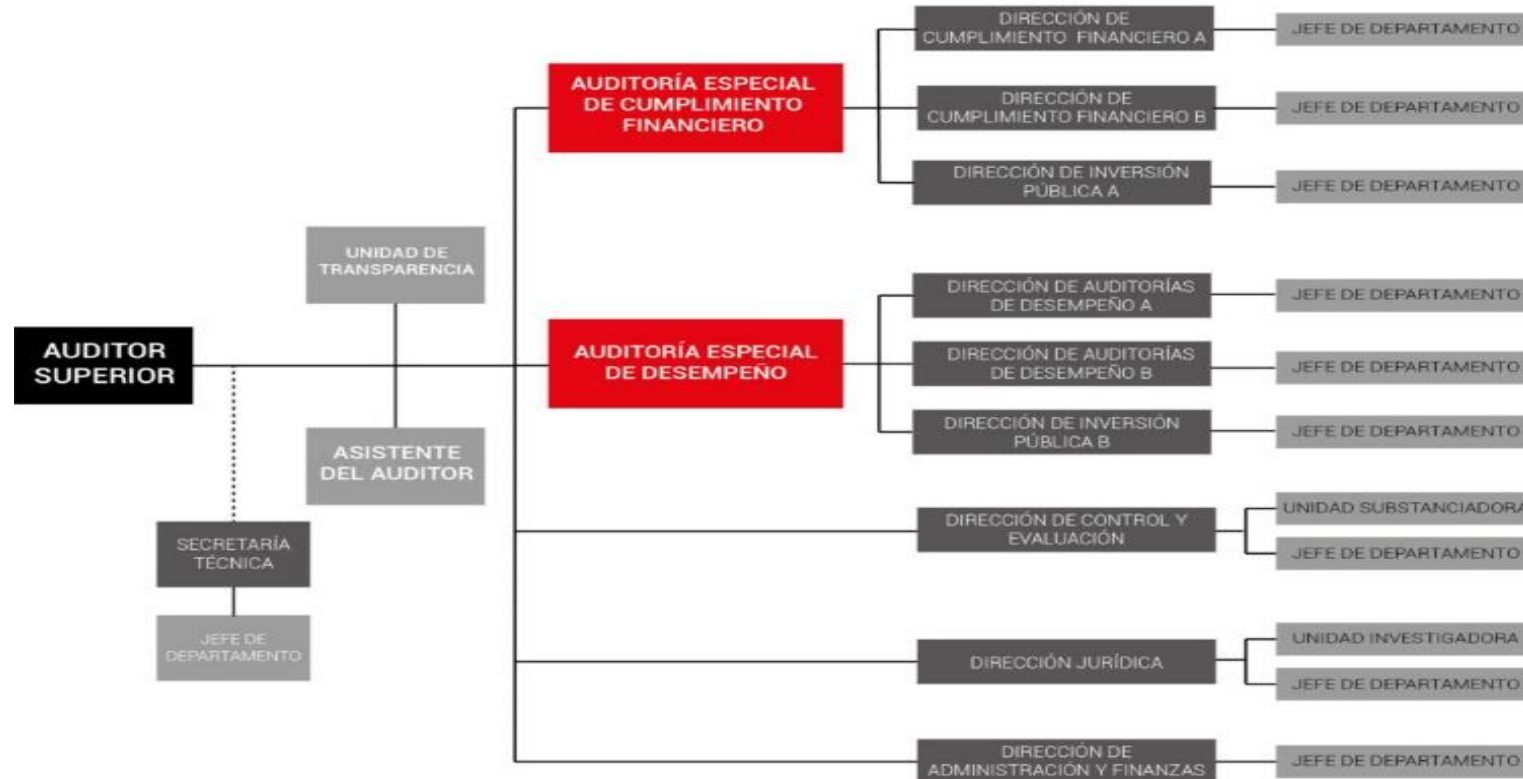 AUDITOR
SUPERIOR
UNIDAD DE
TRANSPARENCIA
ASISTENTE
DEL AUDITOR
SECRETARÍA
TÉCNICA
JEFE DE
DEPARTAMENTO
AUDITORÍA ESPECIAL
DE CUMPLIMIENTO
FINANCIERO
DIRECCIÓN DE
CUMPLIMIENTO FINANCIERO A
JEFE DE DEPARTAMENTO
DIRECCIÓN DE
CUMPLIMIENTO FINANCIERO B
JEFE DE DEPARTAMENTO
DIRECCIÓN DE INVERSIÓN
PÚBLICA A
JEFE DE DEPARTAMENTO
AUDITORÍA ESPECIAL
DE DESEMPEÑO
DIRECCIÓN DE AUDITORÍAS
DE DESEMPEÑO A
JEFE DE DEPARTAMENTO
DIRECCIÓN DE AUDITORÍAS
DE DESEMPEÑO B
JEFE DE DEPARTAMENTO
DIRECCIÓN DE INVERSIÓN
PÚBLICA B
JEFE DE DEPARTAMENTO
DIRECCIÓN DE CONTROL Y
EVALUACIÓN
UNIDAD SUBSTANCIADORA
JEFE DE DEPARTAMENTO
DIRECCIÓN JURÍDICA
UNIDAD INVESTIGADORA
JEFE DE DEPARTAMENTO
DIRECCIÓN DE
ADMINISTRACIÓN Y FINANZAS
JEFE DE DEPARTAMENTO